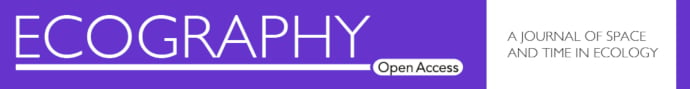 ECOGRAPHY
Open Access
A JOURNAL OF SPACE
AND TIME IN ECOLOGY